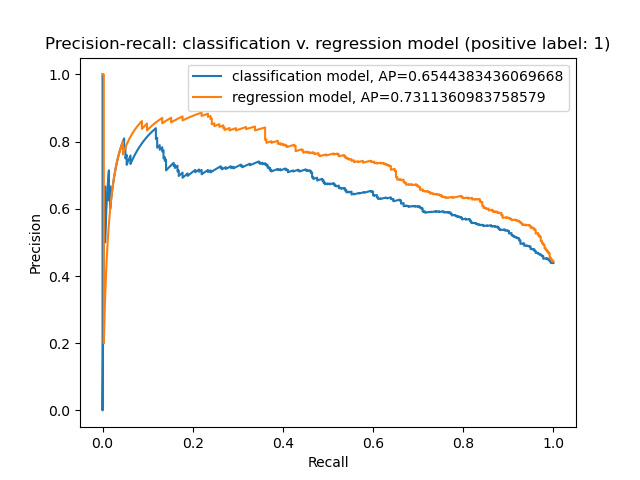 Precision-recall: classification v. regression model (positive label: 1)
classification model, AP=0.6544383436069668
regression model, AP=0.7311360983758579
1.0
0.8
0.6
0.4
0.2
0.0
Precision
0.0 0.2 0.4 0.6 0.8 1.0
Recall